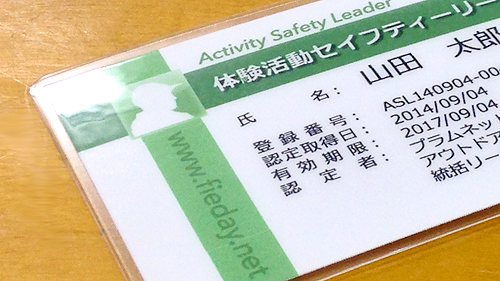 Activity Safety Leader
体験活動セイフティーリー
氏 名: 山田 太郎
登録番号: ASL140904-00
認定取得日: 2014/09/04
有効期限: 2017/09/04
認定者: プラムネット
アウトドア
統括リー
www.fieday.net